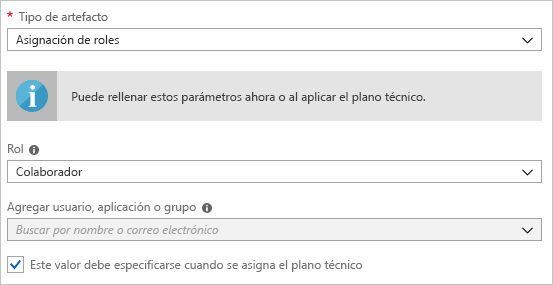 * Tipo de artefacto
Asignación de roles
Puede rellenar estos parámetros ahora o al aplicar el plano técnico.
Rol
Colaborador
Agregar usuario, aplicación o grupo
Buscar por nombre o correo electrónico
Este valor debe especificarse cuando se asigna el plano técnico